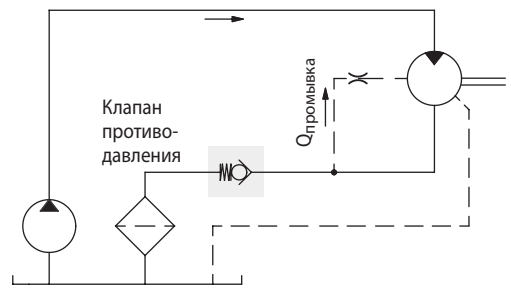 Клапан
противо-
давления
Qпромывка